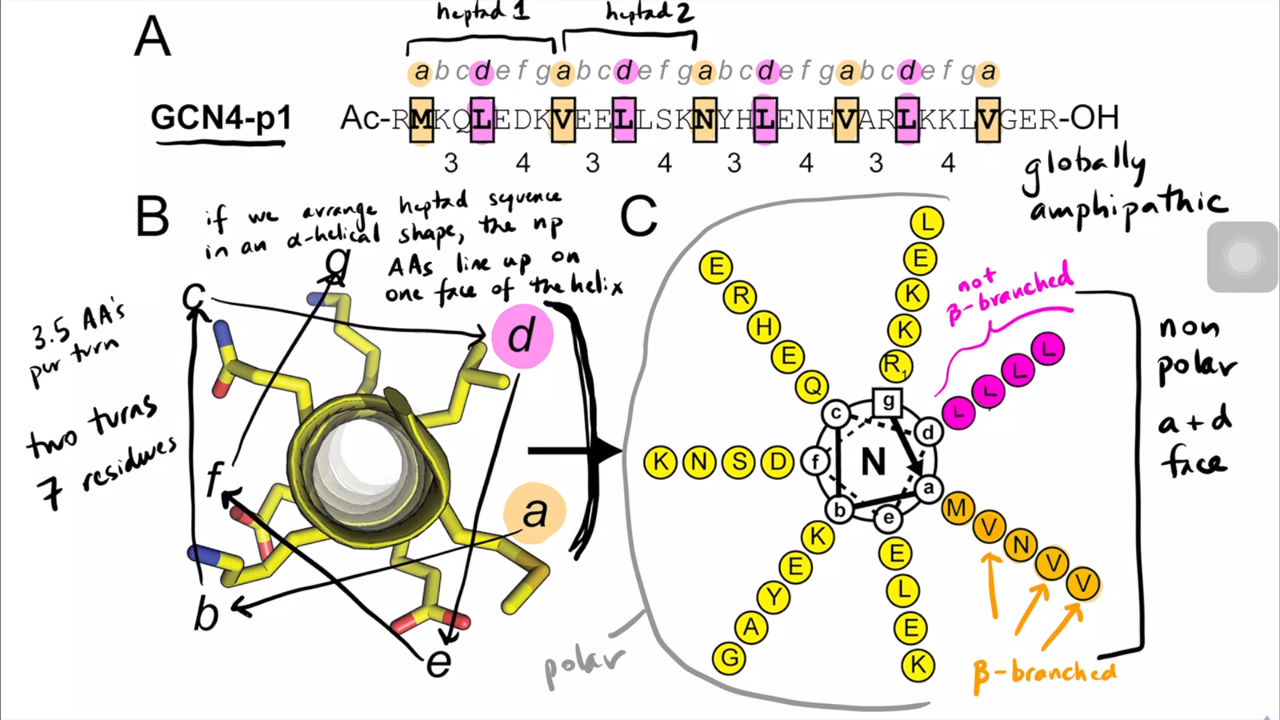 A
heptad 1
heptad 2
a b c d e f g a b c d e f g a b c d e f g a b c d e f g a
GCN4-p1
Ac-RMKQLEDKVEELLSKNYHLENEVARLKKLVGER-OH
3 4 3 4 3 4 3 4
globally
amphipathic
B
if we arrange heptad sequence
in an α-helical shape, the np
AAs line up on
one face of the helix
3.5 AA's
per turn
two turns
7 residues
g
c
d
f
a
b
e
C
polar
L
E
K
K
R1
E
R
H
E
Q
K N S D
K
E
Y
A
G
E
L
E
K
L
L
L
L
M
V
N
V
V
N
g
c
d
f
a
b
e
not
β-branched
β-branched
non
polar
a + d
face